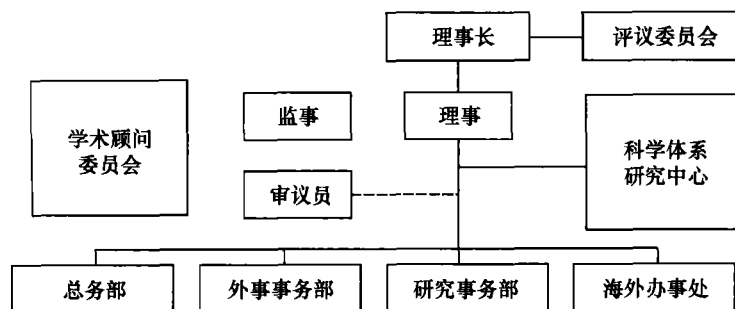 理事长
评议委员会
学术顾问
委员会
监事
理事
科学体系
研究中心
审议员
总务部
外事事务部
研究事务部
海外办事处